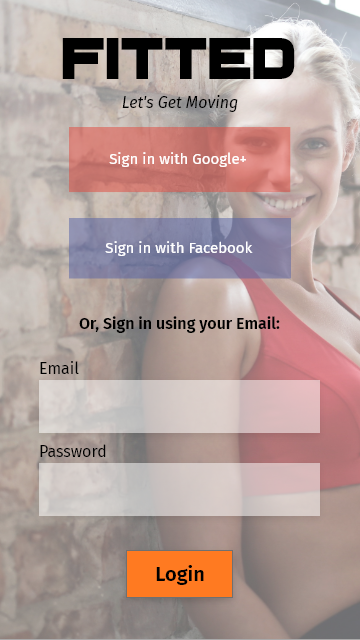 FITTED
Let's Get Moving
Sign in with Google+
Sign in with Facebook
Or, Sign in using your Email:
Email
Password
Login